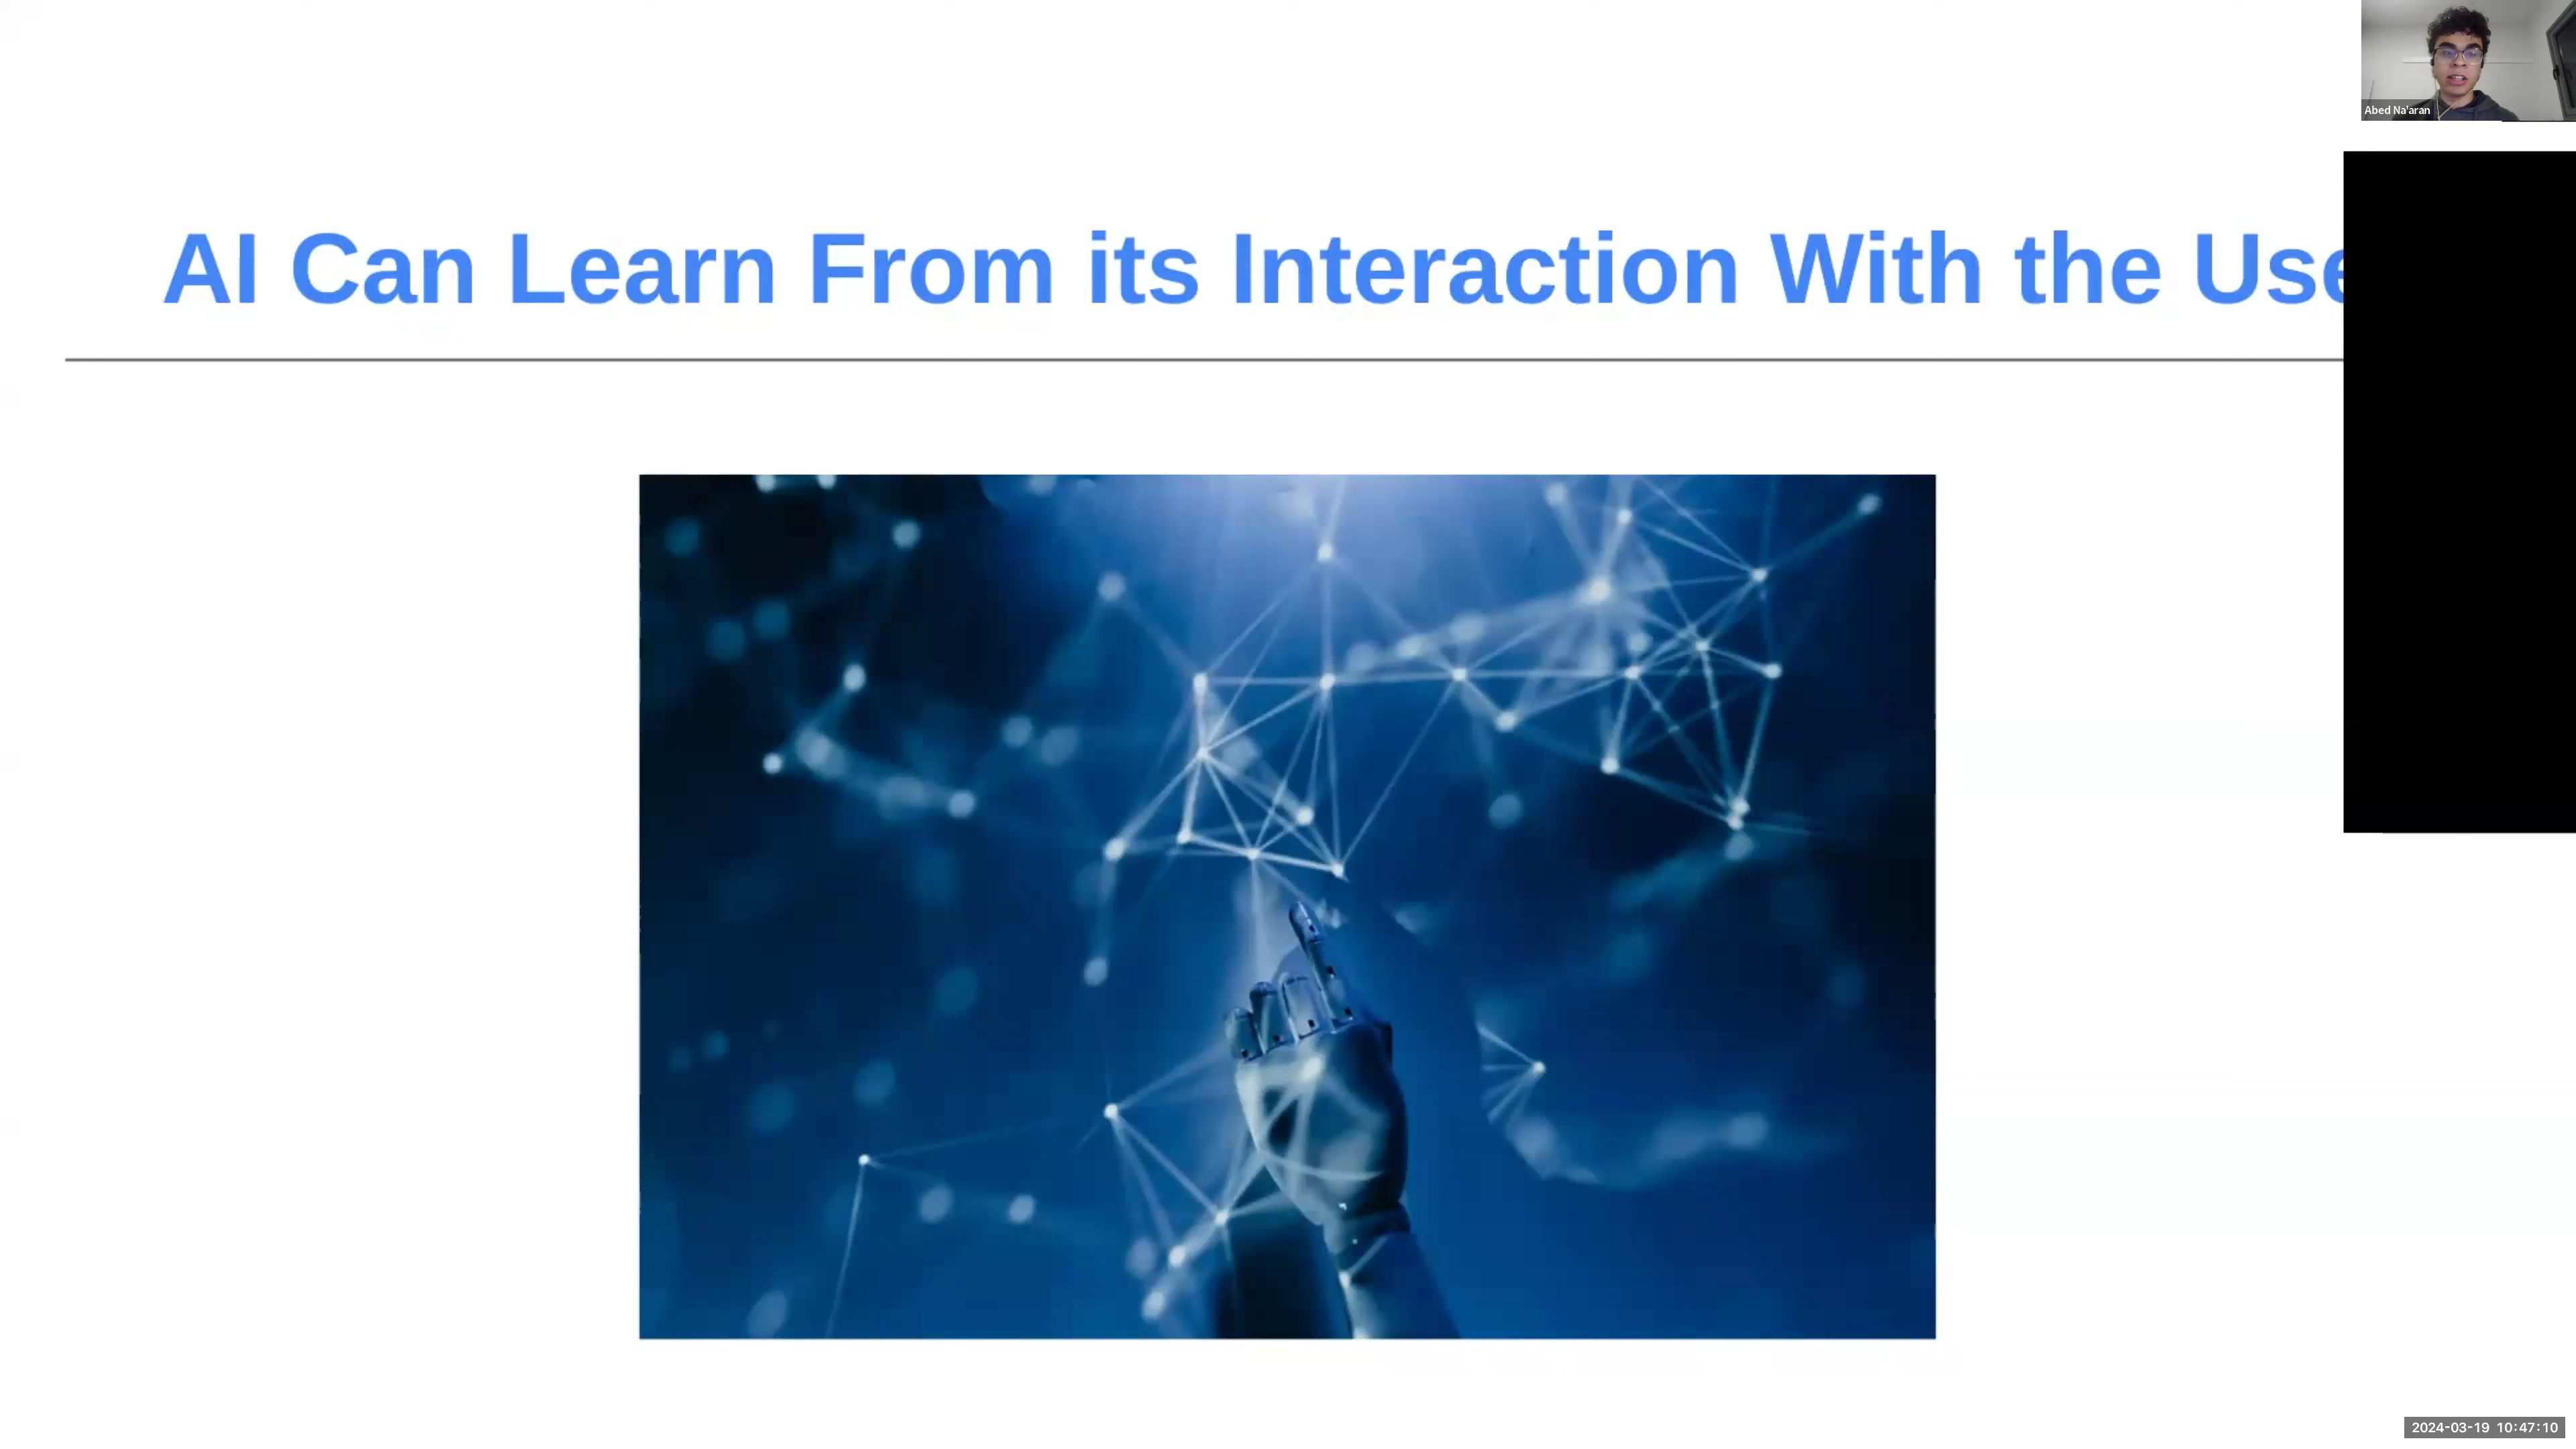 Abed Na'aran
AI Can Learn From its Interaction With the Use
2024-03-19 10:47:10